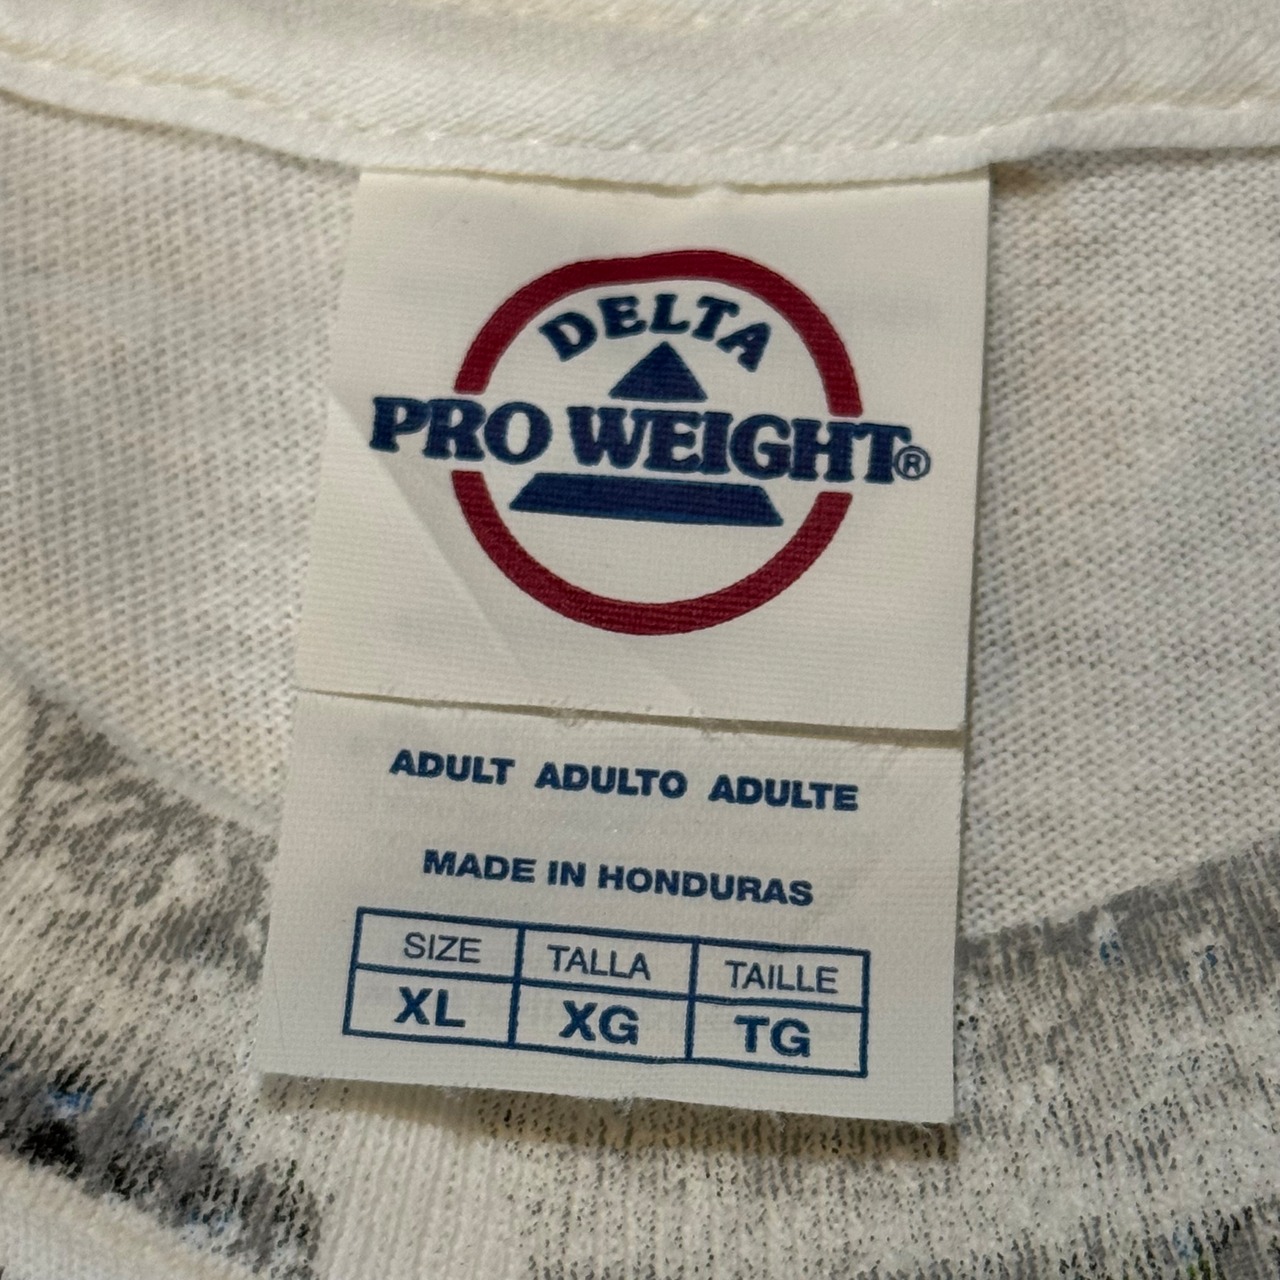 DELTA
PRO WEIGHT®
ADULT ADULTO ADULTE
MADE IN HONDURAS
SIZE TALLA TAILLE
XL XG TG